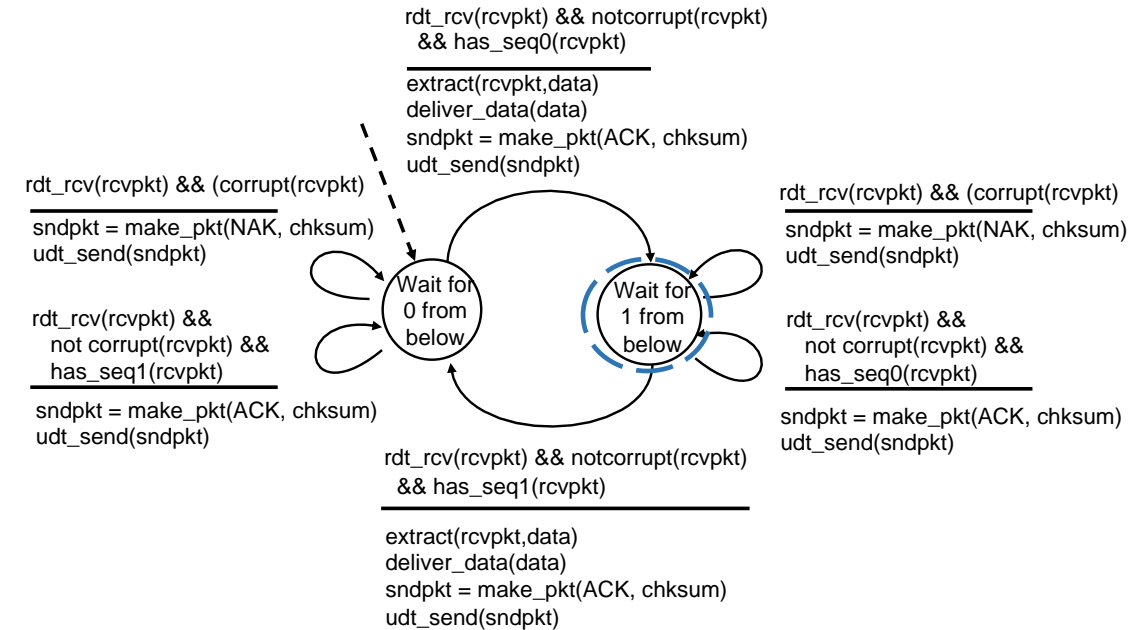 rdt_rcv(rcvpkt) && notcorrupt(rcvpkt)
&& has_seq0(rcvpkt)
extract(rcvpkt,data)
deliver_data(data)
sndpkt = make_pkt(ACK, chksum)
udt_send(sndpkt)
rdt_rcv(rcvpkt) && (corrupt(rcvpkt)
sndpkt = make_pkt(NAK, chksum)
udt_send(sndpkt)
rdt_rcv(rcvpkt) &&
not corrupt(rcvpkt) &&
has_seq1(rcvpkt)
sndpkt = make_pkt(ACK, chksum)
udt_send(sndpkt)
Wait for
0 from
below
Wait for
1 from
below
rdt_rcv(rcvpkt) && (corrupt(rcvpkt)
sndpkt = make_pkt(NAK, chksum)
udt_send(sndpkt)
rdt_rcv(rcvpkt) &&
not corrupt(rcvpkt) &&
has_seq0(rcvpkt)
sndpkt = make_pkt(ACK, chksum)
udt_send(sndpkt)
rdt_rcv(rcvpkt) && notcorrupt(rcvpkt)
&& has_seq1(rcvpkt)
extract(rcvpkt,data)
deliver_data(data)
sndpkt = make_pkt(ACK, chksum)
udt_send(sndpkt)